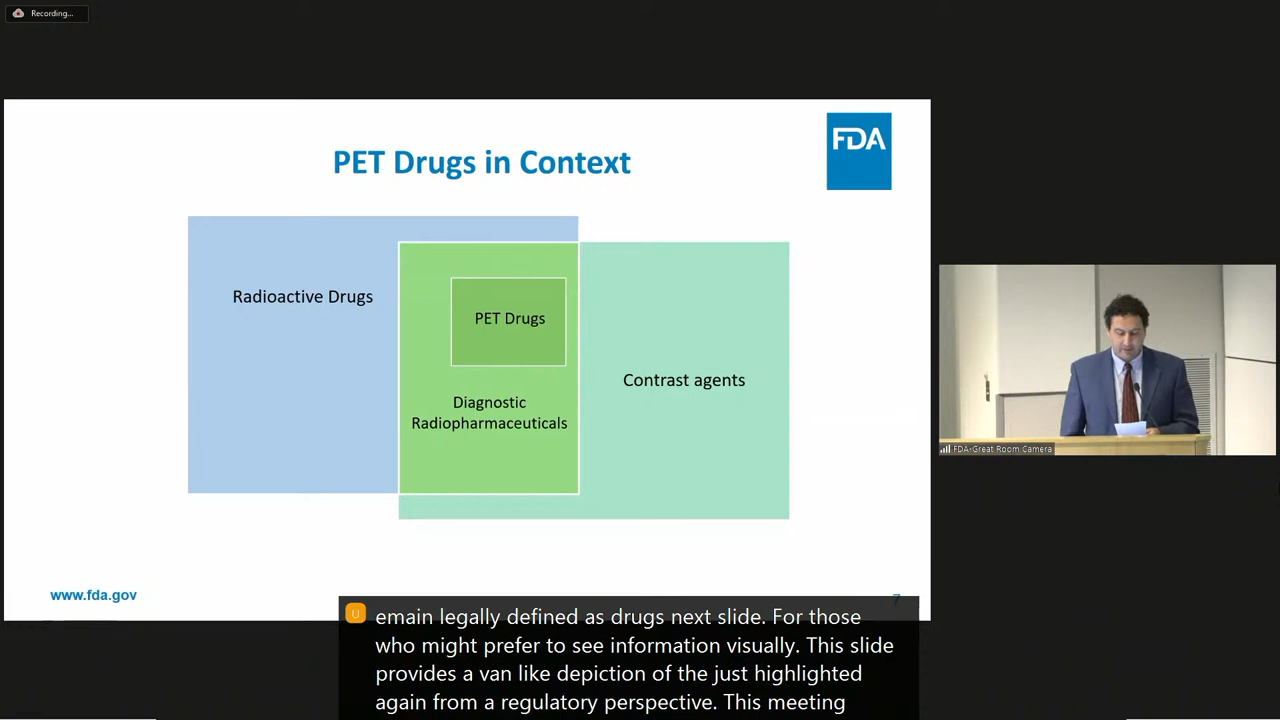 Recording...
PET Drugs in Context
FDA
Radioactive Drugs
PET Drugs
Diagnostic
Radiopharmaceuticals
Contrast agents
FDA-Great Room Camera
www.fda.gov
7
U
emain legally defined as drugs next slide. For those
who might prefer to see information visually. This slide
provides a van like depiction of the just highlighted
again from a regulatory perspective. This meeting